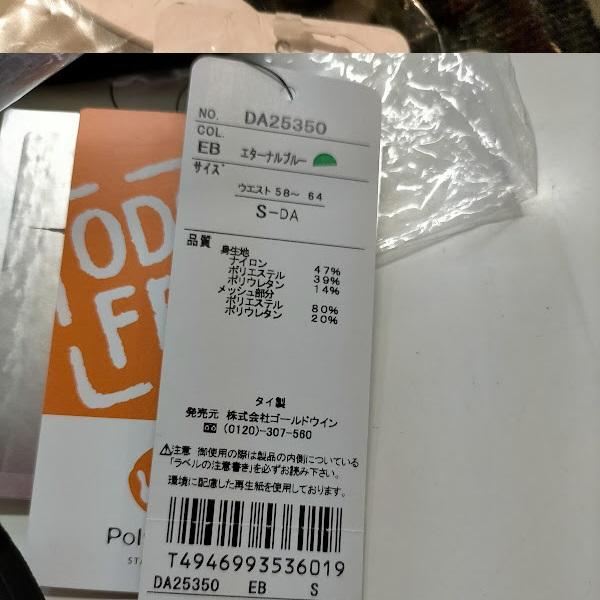 NO. DA25350
COL.
EB エターナルブルー
サイズ
ウエスト 58〜 64
S-DA
品質
身生地
ナイロン 47%
ポリエステル 39%
ポリウレタン 14%
メッシュ部分
ポリエステル 80%
ポリウレタン 20%
タイ製
発売元 株式会社ゴールドウイン
(0120)-307-560
⚠注意 御使用の際は製品の内側についている
「ラベルの注意書き」を必ずお読み下さい。
環境に配慮した再生紙を使用しております。
T4946993536019
DA25350 EB S
OD
FF
Pol
STA